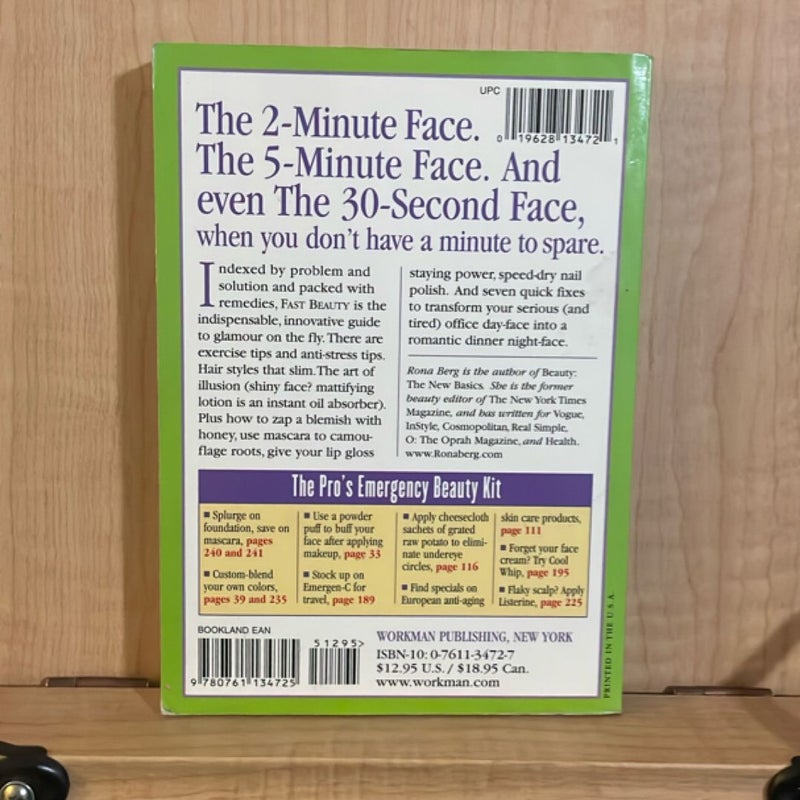 UPC
0 19628 13472 1
The 2-Minute Face.
The 5-Minute Face. And
even The 30-Second Face,
when you don't have a minute to spare.
Indexed by problem and
solution and packed with
remedies, FAST BEAUTY is the
indispensable, innovative guide
to glamour on the fly. There are
exercise tips and anti-stress tips.
Hair styles that slim. The art of
illusion (shiny face? mattifying
lotion is an instant oil absorber).
Plus how to zap a blemish with
honey, use mascara to camou-
flage roots, give your lip gloss
staying power, speed-dry nail
polish. And seven quick fixes
to transform your serious (and
tired) office day-face into a
romantic dinner night-face.
Rona Berg is the author of Beauty:
The New Basics. She is the former
beauty editor of The New York Times
Magazine, and has written for Vogue,
InStyle, Cosmopolitan, Real Simple,
O: The Oprah Magazine, and Health.
www.Ronaberg.com
The Pro's Emergency Beauty Kit
■ Splurge on
foundation, save on
mascara, pages
240 and 241
■ Custom-blend
your own colors,
pages 39 and 235
■ Use a powder
puff to buff your
face after applying
makeup, page 33
■ Stock up on
Emergen-C for
travel, page 189
■ Apply cheesecloth
sachets of grated
raw potato to elimi-
nate undereye
circles, page 116
■ Find specials on
European anti-aging
skin care products,
page 111
■ Forget your face
cream? Try Cool
Whip, page 195
■ Flaky scalp? Apply
Listerine, page 225
BOOKLAND EAN
51295>
9 780761 134725
WORKMAN PUBLISHING, NEW YORK
ISBN-10: 0-7611-3472-7
$12.95 U.S. / $18.95 Can.
www.workman.com
PRINTED IN THE U.S.A.